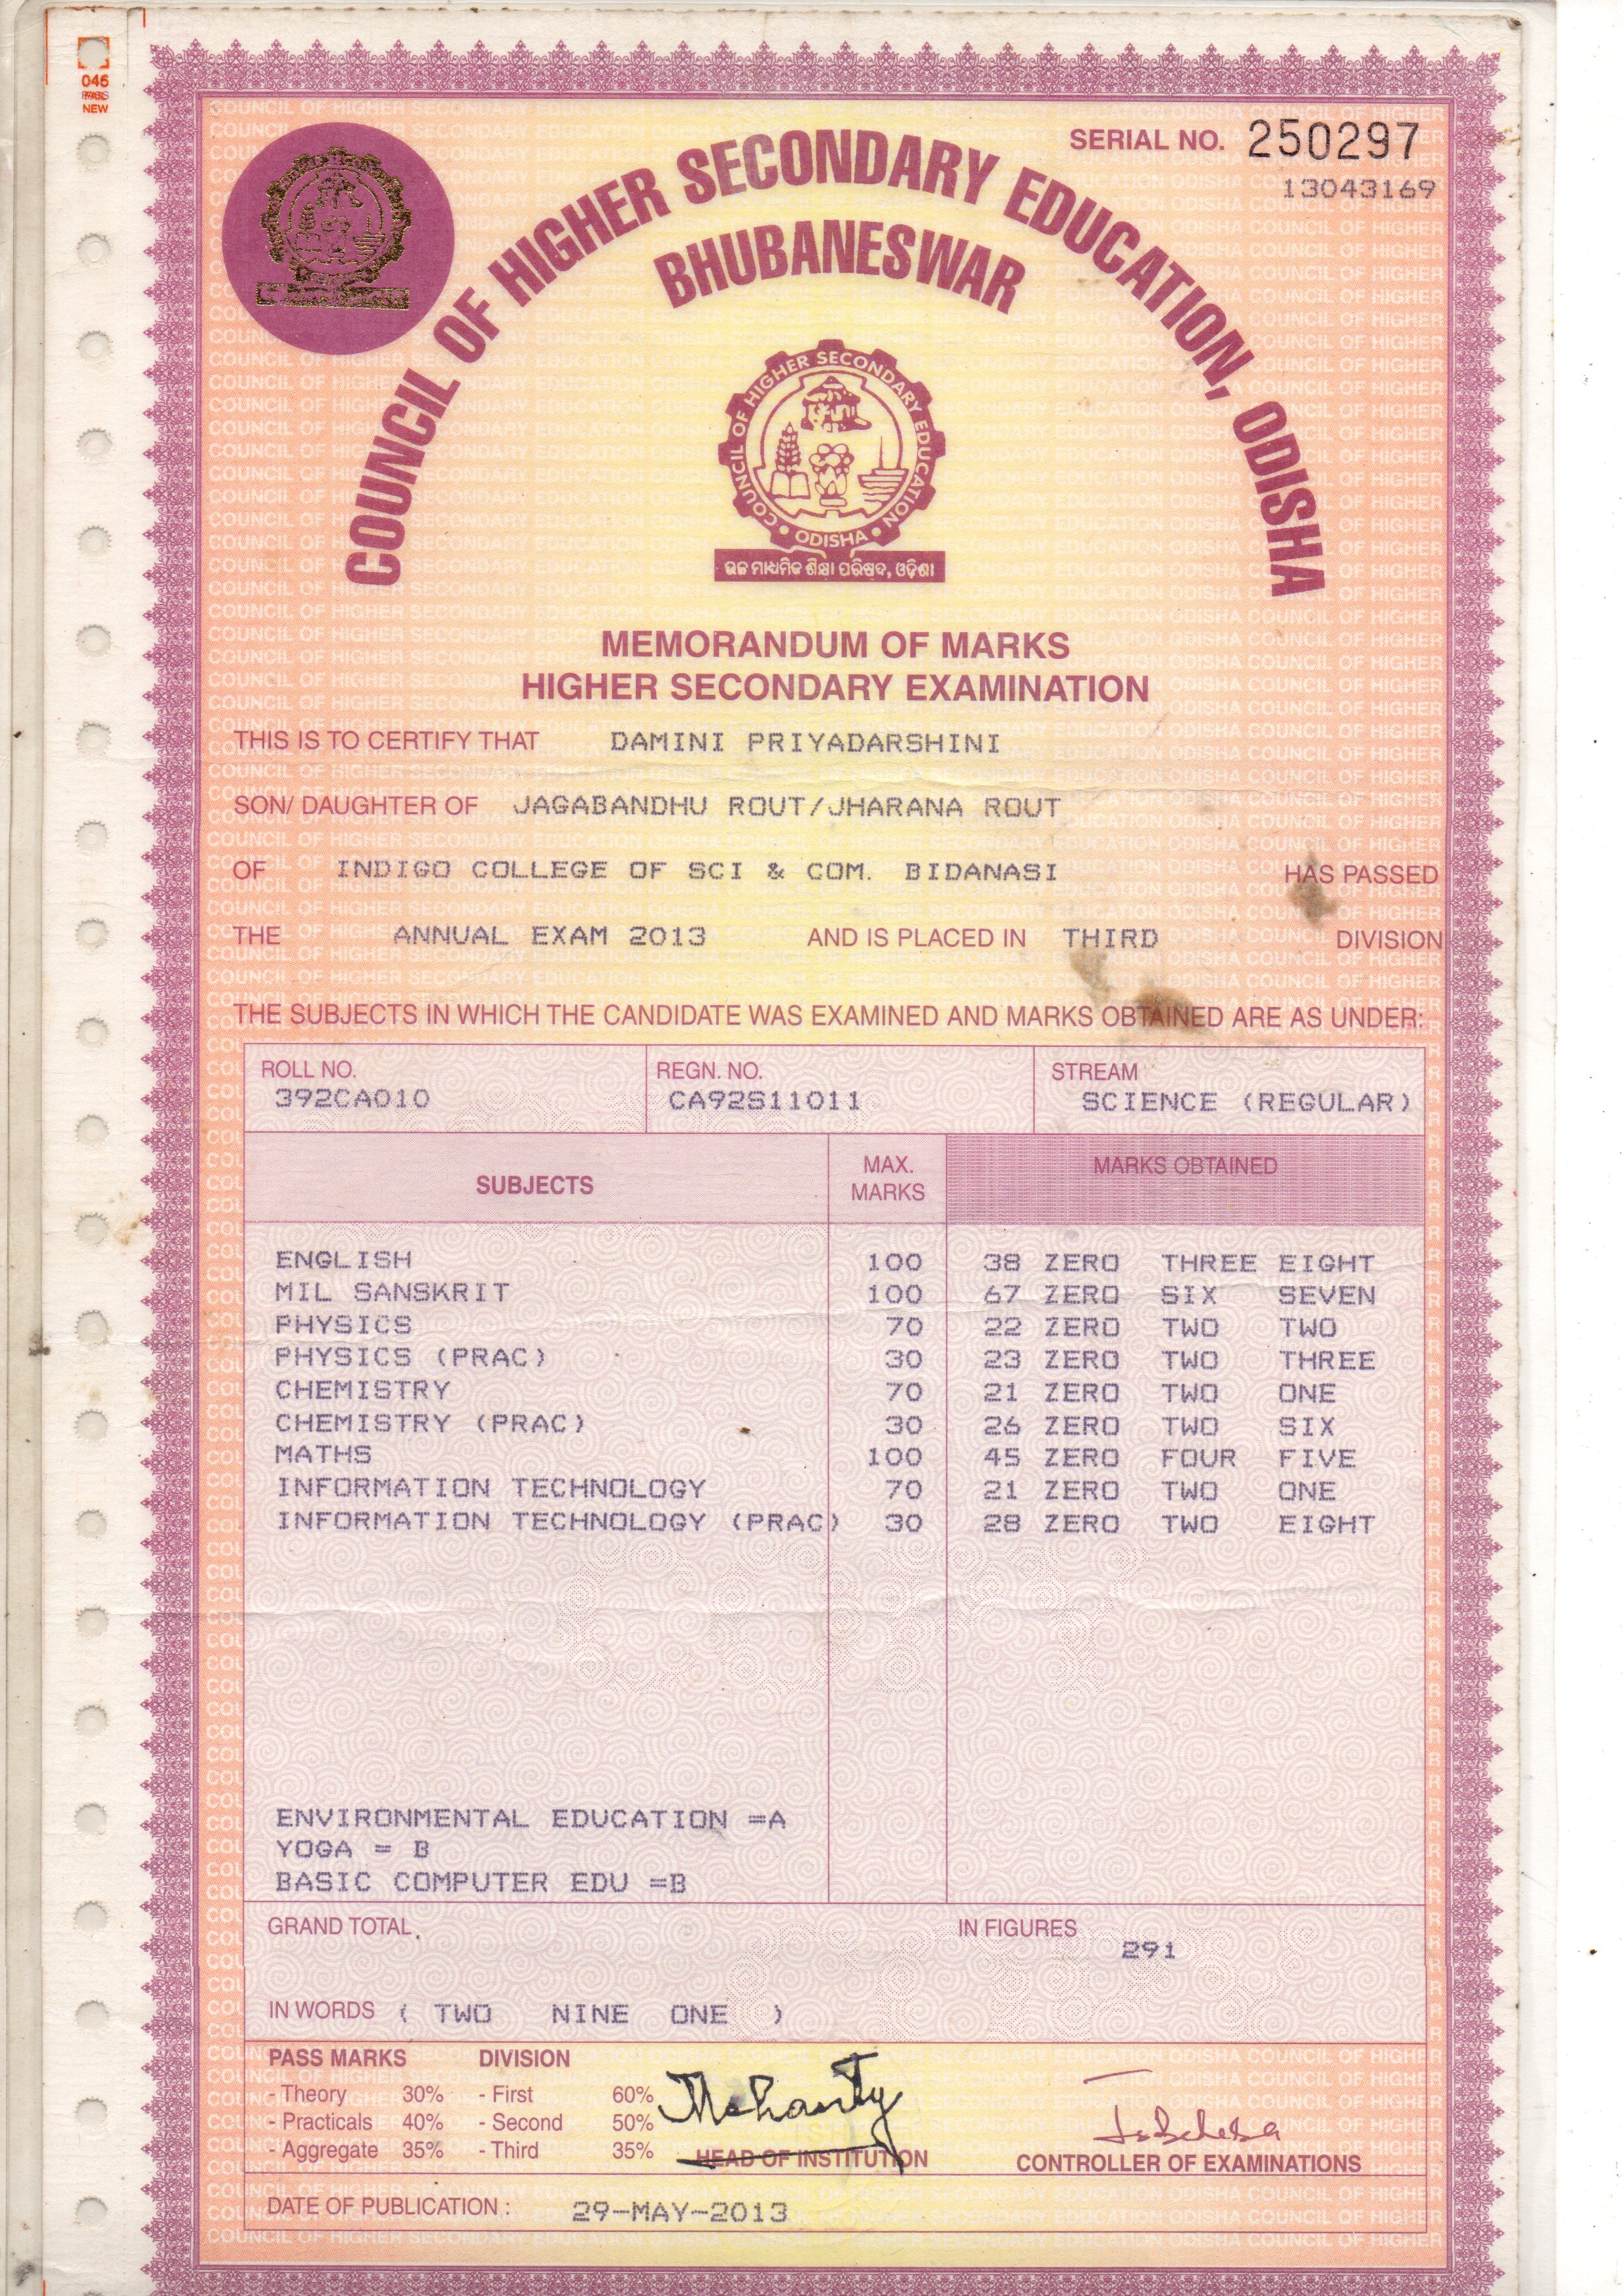 046
NEW
SERIAL NO. 250297
13043169
COUNCIL OF HIGHER SECONDARY EDUCATION, ODISHA
BHUBANESWAR
COUNCIL OF HIGHER SECONDARY EDUCATION
ODISHA
ଉଚ୍ଚ ମାଧ୍ୟମିକ ଶିକ୍ଷା ପରିଷଦ, ଓଡ଼ିଶା
MEMORANDUM OF MARKS
HIGHER SECONDARY EXAMINATION
THIS IS TO CERTIFY THAT DAMINI PRIYADARSHINI
SON/ DAUGHTER OF JAGABANDHU ROUT/JHARANA ROUT
OF INDIGO COLLEGE OF SCI & COM. BIDANASI HAS PASSED
THE ANNUAL EXAM 2013 AND IS PLACED IN THIRD DIVISION
THE SUBJECTS IN WHICH THE CANDIDATE WAS EXAMINED AND MARKS OBTAINED ARE AS UNDER:
ROLL NO. REGN. NO. STREAM
392CA010 CA92S11011 SCIENCE (REGULAR)
SUBJECTS MAX. MARKS MARKS OBTAINED
ENGLISH 100 38 ZERO THREE EIGHT
MIL SANSKRIT 100 67 ZERO SIX SEVEN
PHYSICS 70 22 ZERO TWO TWO
PHYSICS (PRAC) 30 23 ZERO TWO THREE
CHEMISTRY 70 21 ZERO TWO ONE
CHEMISTRY (PRAC) 30 26 ZERO TWO SIX
MATHS 100 45 ZERO FOUR FIVE
INFORMATION TECHNOLOGY 70 21 ZERO TWO ONE
INFORMATION TECHNOLOGY (PRAC) 30 28 ZERO TWO EIGHT
ENVIRONMENTAL EDUCATION =A
YOGA = B
BASIC COMPUTER EDU =B
GRAND TOTAL IN FIGURES
291
IN WORDS ( TWO NINE ONE )
PASS MARKS DIVISION
- Theory 30% - First 60%
- Practicals 40% - Second 50%
- Aggregate 35% - Third 35%
Mohanty
HEAD OF INSTITUTION CONTROLLER OF EXAMINATIONS
DATE OF PUBLICATION : 29-MAY-2013